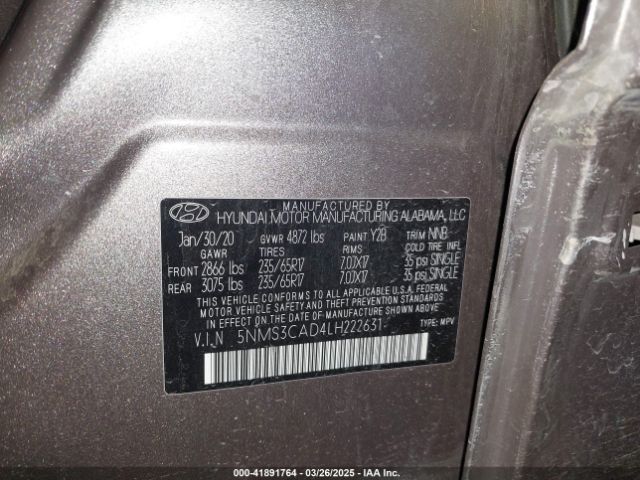 MANUFACTURED BY
HYUNDAI MOTOR MANUFACTURING ALABAMA, LLC
Jan/30/20 GVWR 4872 lbs PAINT Y2B TRIM NNB
GAWR TIRES RIMS COLD TIRE INFL.
FRONT 2866 lbs 235/65R17 7.0JX17 35 psi SINGLE
REAR 3075 lbs 235/65R17 7.0JX17 35 psi SINGLE
THIS VEHICLE CONFORMS TO ALL APPLICABLE U.S.A. FEDERAL
MOTOR VEHICLE SAFETY, BUMPER, AND THEFT PREVENTION
STANDARDS IN EFFECT ON THE DATE OF MANUFACTURE SHOWN ABOVE.
V.I.N 5NMS3CAD4LH222631 TYPE: MPV
000-41891764 — 03/26/2025 — IAA Inc.